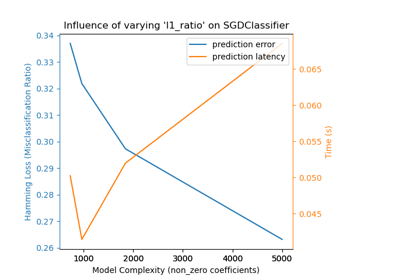 Influence of varying 'l1_ratio' on SGDClassifier
prediction error
prediction latency
0.34
0.33
0.32
0.31
0.30
0.29
0.28
0.27
0.26
Hamming Loss (Misclassification Ratio)
0.065
0.060
0.055
0.050
0.045
Time (s)
1000 2000 3000 4000 5000
Model Complexity (non_zero coefficients)